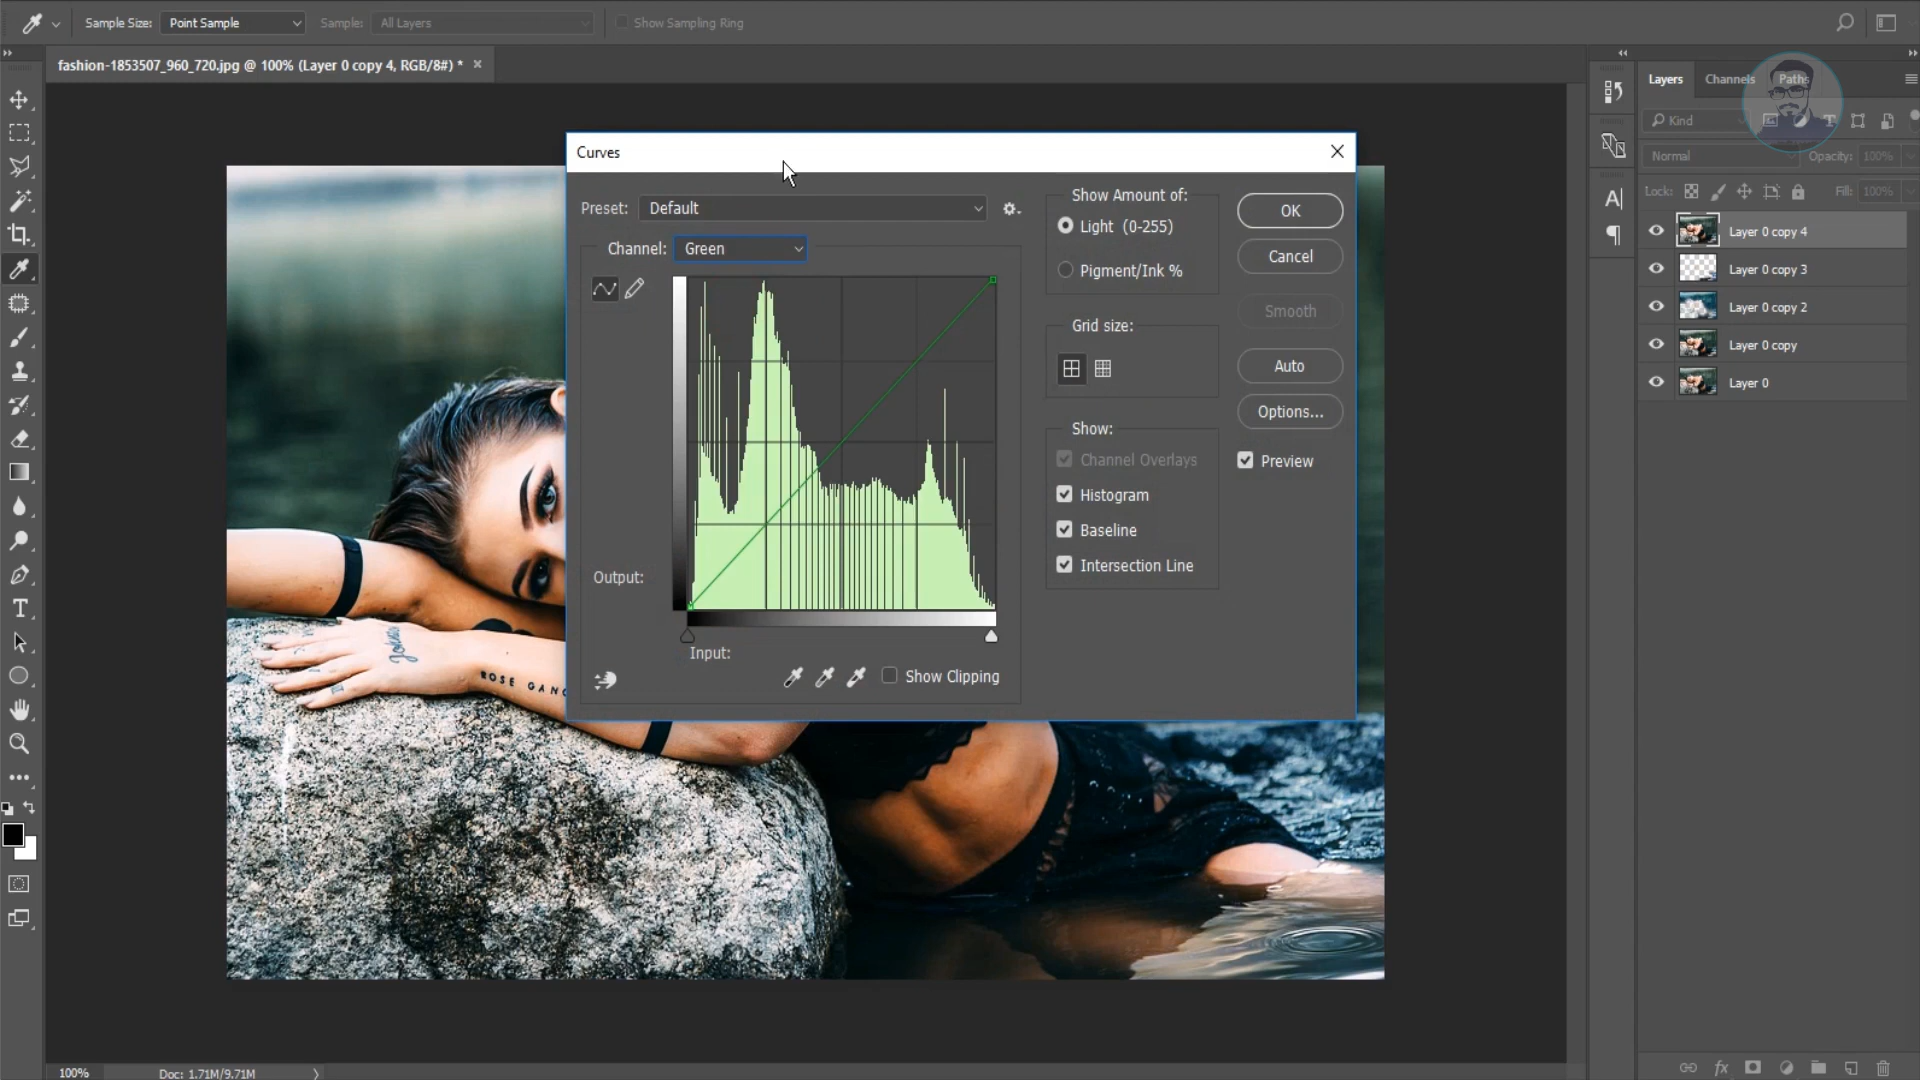 Sample Size: Point Sample Sample: All Layers Show Sampling Ring
fashion-1853507_960_720.jpg @ 100% (Layer 0 copy 4, RGB/8#) * ×
Layers Channels Paths
Kind
Normal Opacity: 100%
Lock: Fill: 100%
Layer 0 copy 4
Layer 0 copy 3
Layer 0 copy 2
Layer 0 copy
Layer 0
Curves
Preset: Default
Channel: Green
Output:
Input:
Show Clipping
Show Amount of:
Light (0-255)
Pigment/Ink %
Grid size:
Show:
Channel Overlays
Histogram
Baseline
Intersection Line
OK
Cancel
Smooth
Auto
Options...
Preview
ROSE GANG
100% Doc: 1.71M/9.71M